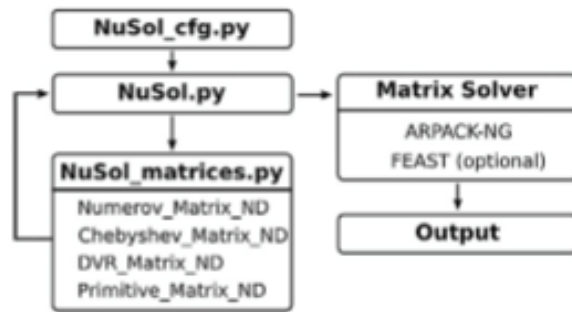 NuSol_cfg.py
NuSol.py
NuSol_matrices.py
Numerov_Matrix_ND
Chebyshev_Matrix_ND
DVR_Matrix_ND
Primitive_Matrix_ND
Matrix Solver
ARPACK-NG
FEAST (optional)
Output